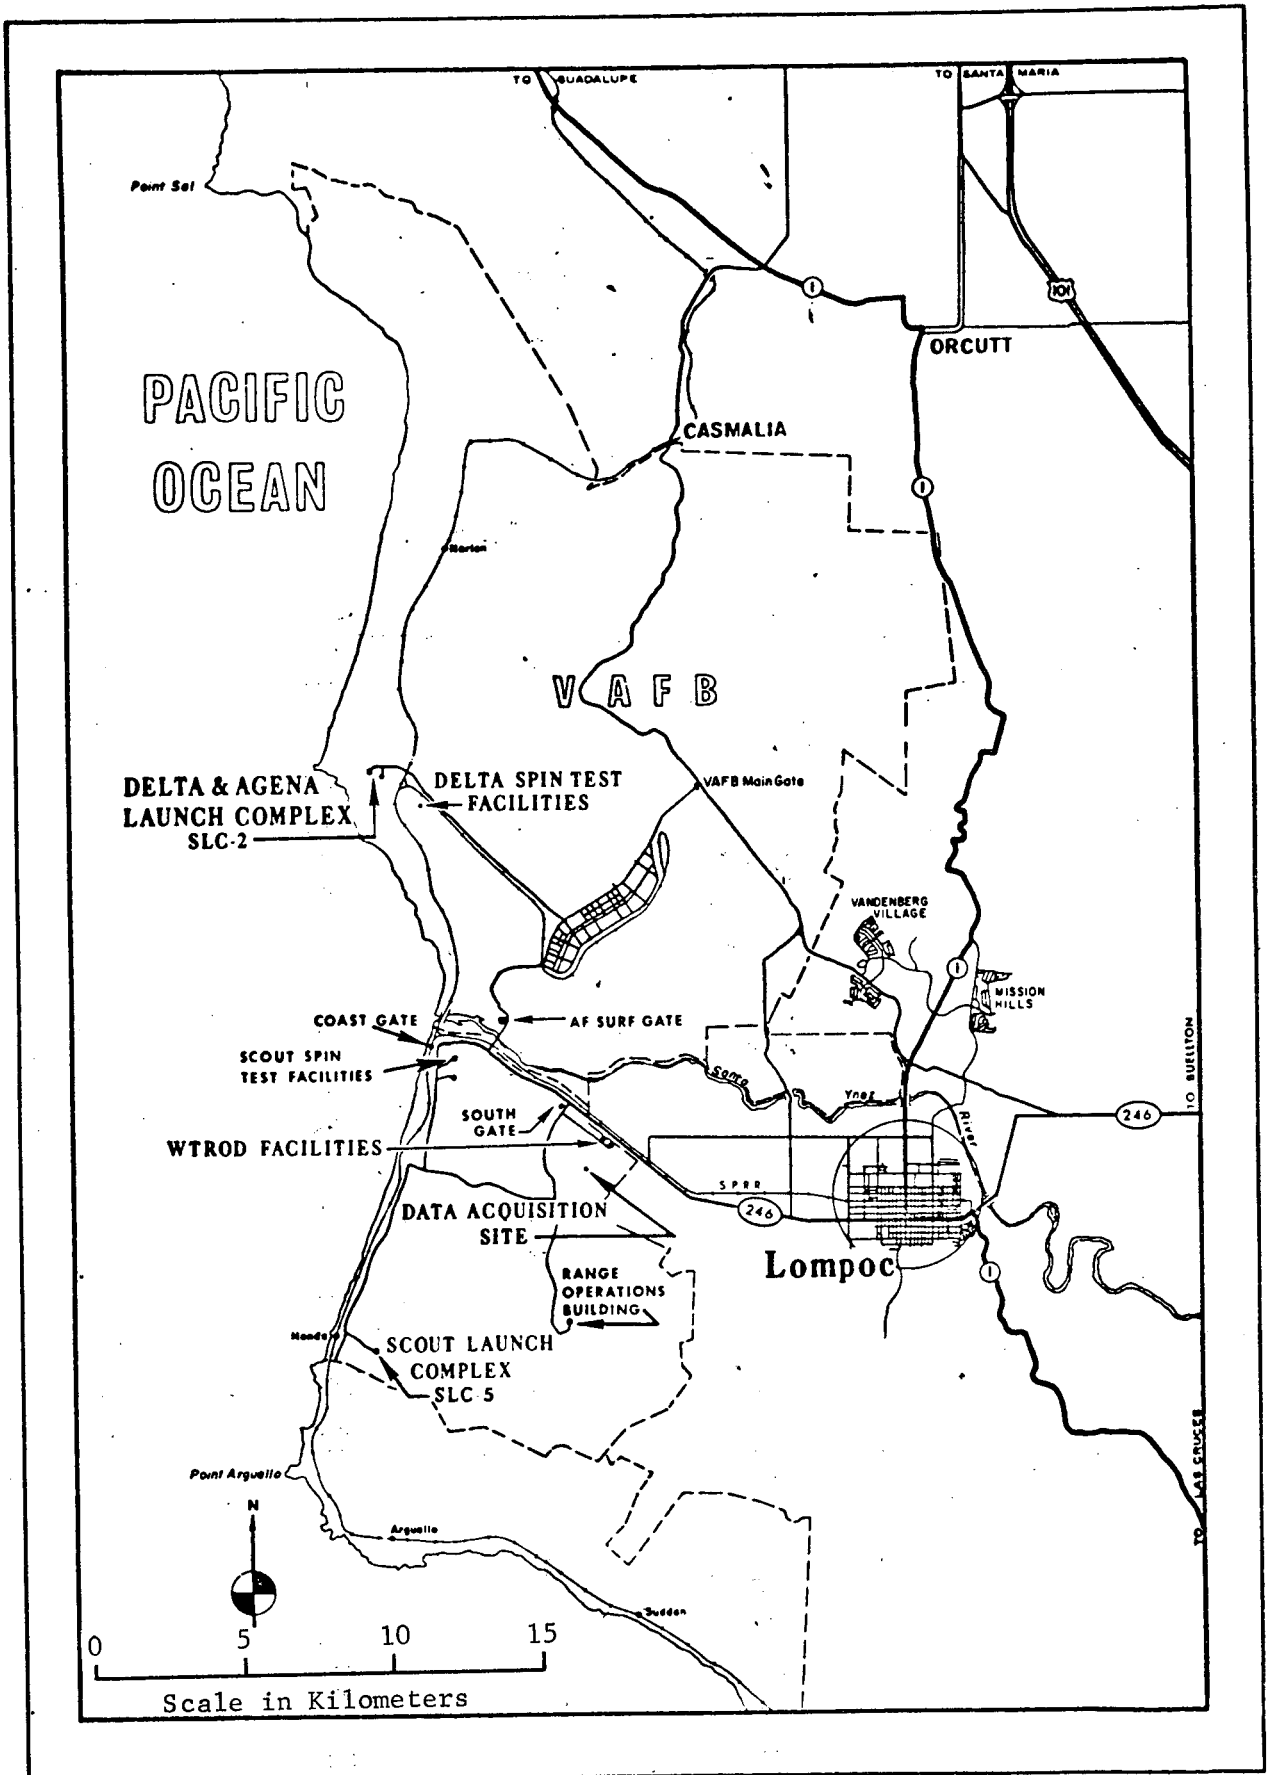 TO GUADALUPE
TO SANTA MARIA
Point Sal
1
101
ORCUTT
PACIFIC
OCEAN
CASMALIA
1
Narlon
VAFB
DELTA & AGENA
LAUNCH COMPLEX
SLC-2
DELTA SPIN TEST
FACILITIES
VAFB Main Gate
VANDENBERG
VILLAGE
1
MISSION
HILLS
COAST GATE
AF SURF GATE
SCOUT SPIN
TEST FACILITIES
Santa
Ynez
River
246
TO BUELLTON
SOUTH
GATE
WTROD FACILITIES
S P R R
246
DATA ACQUISITION
SITE
Lompoc
1
RANGE
OPERATIONS
BUILDING
Honda
SCOUT LAUNCH
COMPLEX
SLC-5
TO LAS CRUCES
Point Arguello
N
Arguello
Sudden
0 5 10 15
Scale in Kilometers